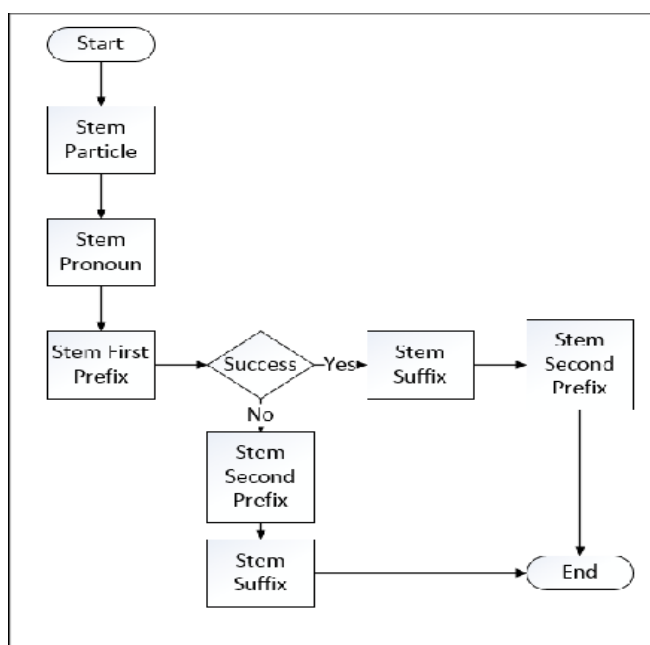 Start
Stem
Particle
Stem
Pronoun
Stem First
Prefix
Success
Yes
Stem
Suffix
Stem
Second
Prefix
No
Stem
Second
Prefix
Stem
Suffix
End